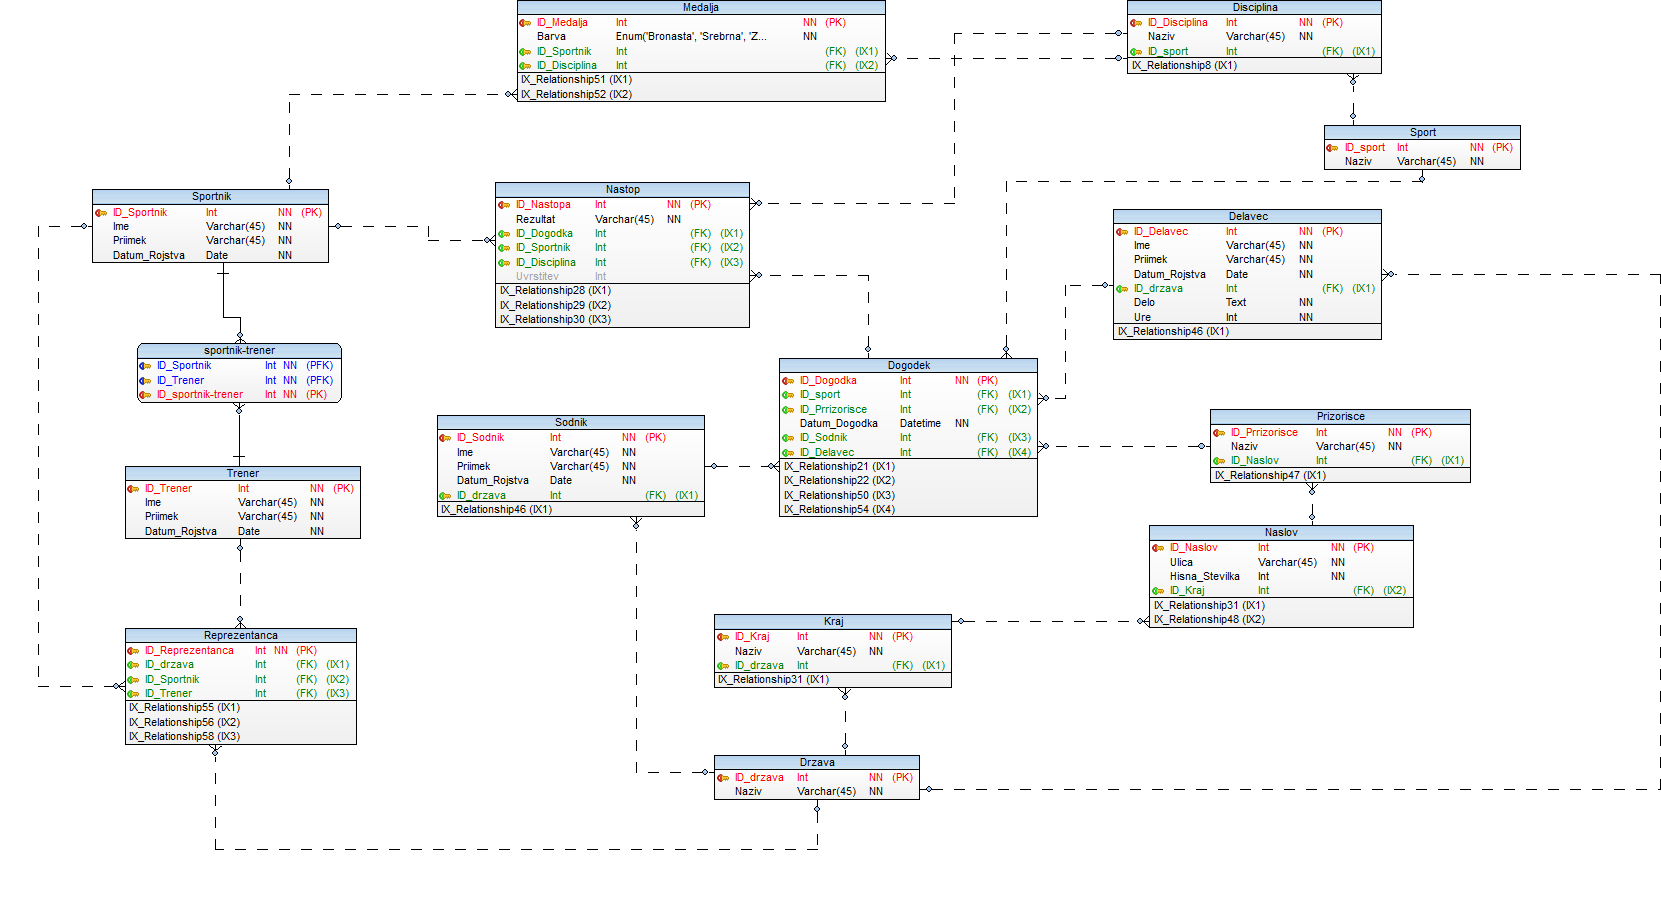 Medalja
ID_Medalja Int NN (PK)
Barva Enum('Bronasta', 'Srebrna', 'Z... NN
ID_Sportnik Int (FK) (IX1)
ID_Disciplina Int (FK) (IX2)
IX_Relationship51 (IX1)
IX_Relationship52 (IX2)
Disciplina
ID_Disciplina Int NN (PK)
Naziv Varchar(45) NN
ID_sport Int (FK) (IX1)
IX_Relationship8 (IX1)
Sport
ID_sport Int NN (PK)
Naziv Varchar(45) NN
Sportnik
ID_Sportnik Int NN (PK)
Ime Varchar(45) NN
Priimek Varchar(45) NN
Datum_Rojstva Date NN
Nastop
ID_Nastopa Int NN (PK)
Rezultat Varchar(45) NN
ID_Dogodka Int (FK) (IX1)
ID_Sportnik Int (FK) (IX2)
ID_Disciplina Int (FK) (IX3)
Uvrstitev Int
IX_Relationship28 (IX1)
IX_Relationship29 (IX2)
IX_Relationship30 (IX3)
Delavec
ID_Delavec Int NN (PK)
Ime Varchar(45) NN
Priimek Varchar(45) NN
Datum_Rojstva Date NN
ID_drzava Int (FK) (IX1)
Delo Text NN
Ure Int NN
IX_Relationship46 (IX1)
sportnik-trener
ID_Sportnik Int NN (PFK)
ID_Trener Int NN (PFK)
ID_sportnik-trener Int NN (PK)
Dogodek
ID_Dogodka Int NN (PK)
ID_sport Int (FK) (IX1)
ID_Prrizorisce Int (FK) (IX2)
Datum_Dogodka Datetime NN
ID_Sodnik Int (FK) (IX3)
ID_Delavec Int (FK) (IX4)
IX_Relationship21 (IX1)
IX_Relationship22 (IX2)
IX_Relationship50 (IX3)
IX_Relationship54 (IX4)
Sodnik
ID_Sodnik Int NN (PK)
Ime Varchar(45) NN
Priimek Varchar(45) NN
Datum_Rojstva Date NN
ID_drzava Int (FK) (IX1)
IX_Relationship46 (IX1)
Prizorisce
ID_Prrizorisce Int NN (PK)
Naziv Varchar(45) NN
ID_Naslov Int (FK) (IX1)
IX_Relationship47 (IX1)
Trener
ID_Trener Int NN (PK)
Ime Varchar(45) NN
Priimek Varchar(45) NN
Datum_Rojstva Date NN
Naslov
ID_Naslov Int NN (PK)
Ulica Varchar(45) NN
Hisna_Stevilka Int NN
ID_Kraj Int (FK) (IX2)
IX_Relationship31 (IX1)
IX_Relationship48 (IX2)
Reprezentanca
ID_Reprezentanca Int NN (PK)
ID_drzava Int (FK) (IX1)
ID_Sportnik Int (FK) (IX2)
ID_Trener Int (FK) (IX3)
IX_Relationship55 (IX1)
IX_Relationship56 (IX2)
IX_Relationship58 (IX3)
Kraj
ID_Kraj Int NN (PK)
Naziv Varchar(45) NN
ID_drzava Int (FK) (IX1)
IX_Relationship31 (IX1)
Drzava
ID_drzava Int NN (PK)
Naziv Varchar(45) NN